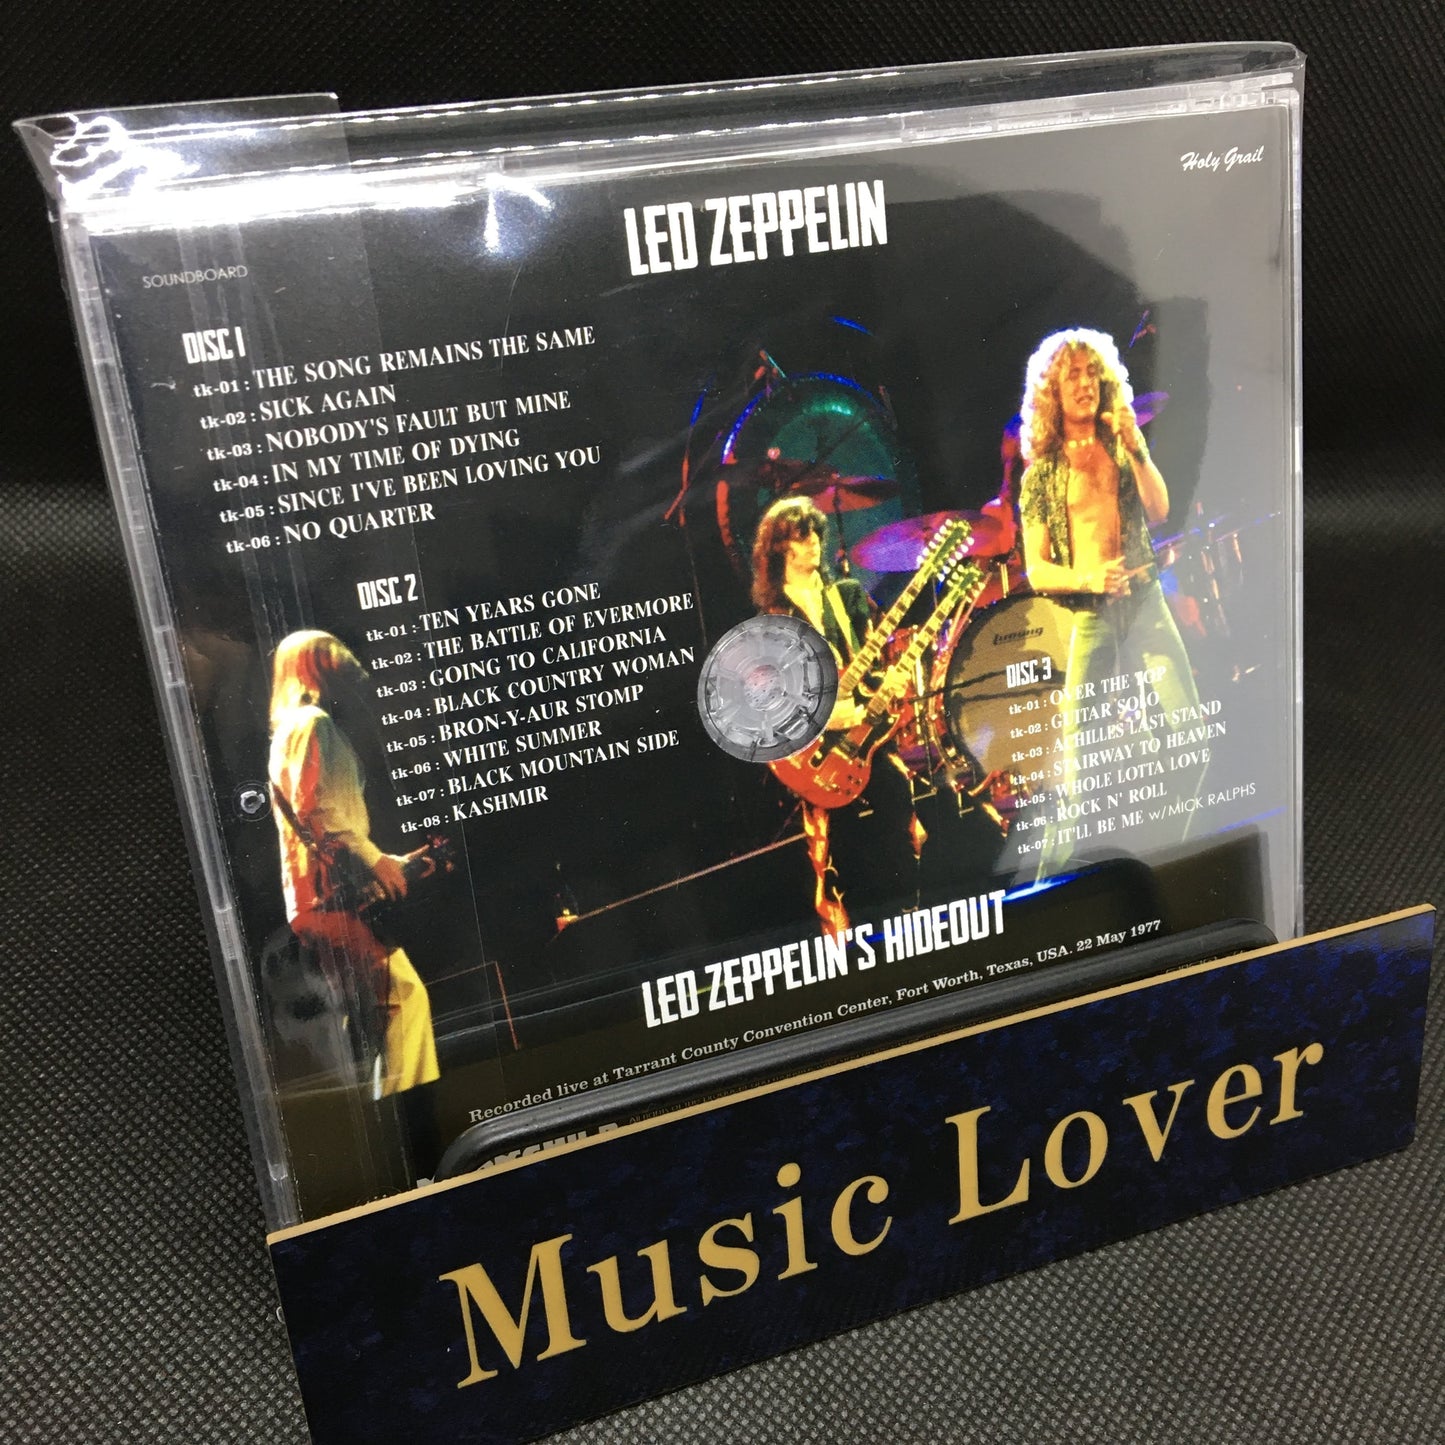 Holy Grail
LED ZEPPELIN
SOUNDBOARD
DISC 1
tk-01 : THE SONG REMAINS THE SAME
tk-02 : SICK AGAIN
tk-03 : NOBODY'S FAULT BUT MINE
tk-04 : IN MY TIME OF DYING
tk-05 : SINCE I'VE BEEN LOVING YOU
tk-06 : NO QUARTER
DISC 2
tk-01 : TEN YEARS GONE
tk-02 : THE BATTLE OF EVERMORE
tk-03 : GOING TO CALIFORNIA
tk-04 : BLACK COUNTRY WOMAN
tk-05 : BRON-Y-AUR STOMP
tk-06 : WHITE SUMMER
tk-07 : BLACK MOUNTAIN SIDE
tk-08 : KASHMIR
Ludwig
DISC 3
tk-01 : OVER THE TOP
tk-02 : GUITAR SOLO
tk-03 : ACHILLES LAST STAND
tk-04 : STAIRWAY TO HEAVEN
tk-05 : WHOLE LOTTA LOVE
tk-06 : ROCK N' ROLL
tk-07 : IT'LL BE ME w/MICK RALPHS
LED ZEPPELIN'S HIDEOUT
Recorded live at Tarrant County Convention Center, Fort Worth, Texas, USA. 22 May 1977
Music Lover